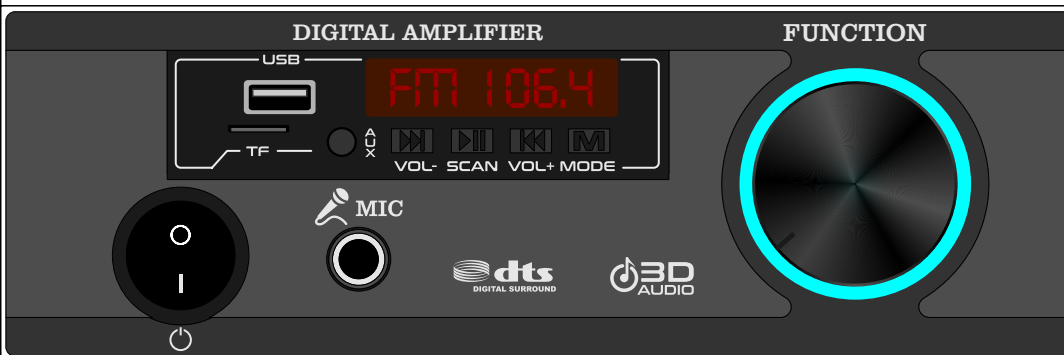 DIGITAL AMPLIFIER
FUNCTION
USB
FM 106.4
TF
AUX
VOL- SCAN VOL+ MODE
M
MIC
dts
DIGITAL SURROUND
3D
AUDIO